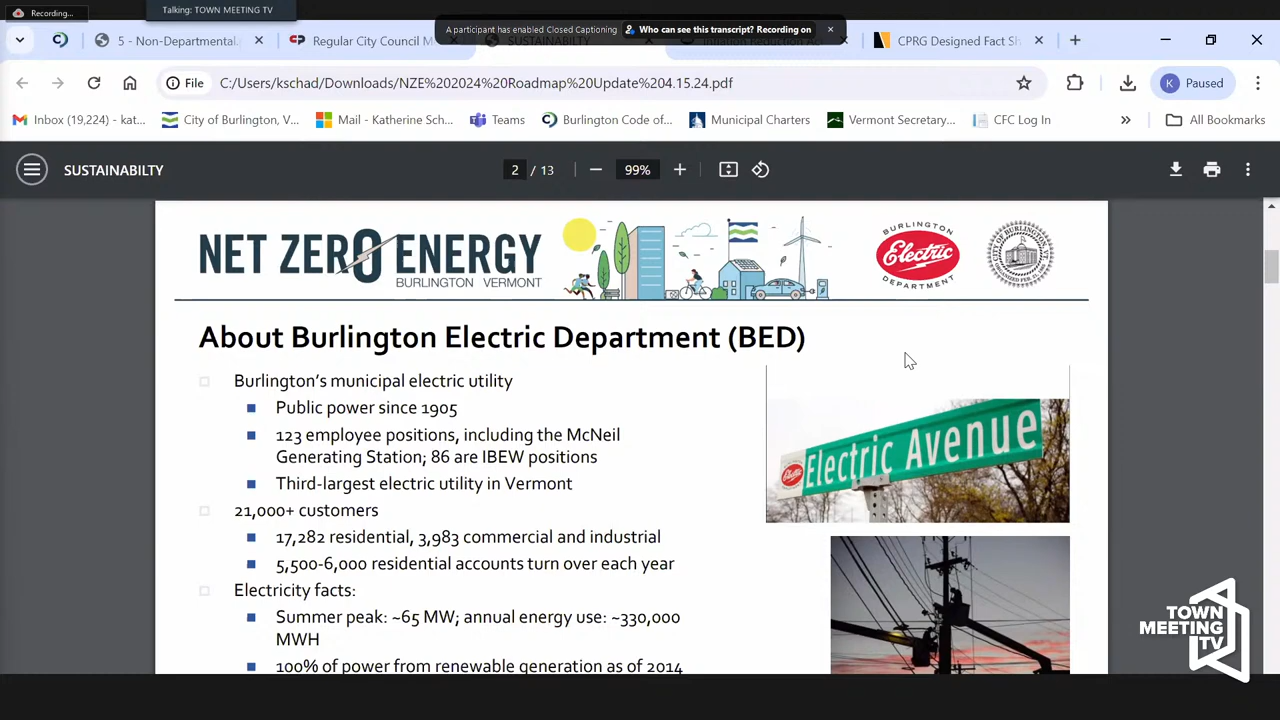 Recording...
Talking: TOWN MEETING TV
A participant has enabled Closed Captioning
Who can see this transcript? Recording on
5 - Non-Departmental
Regular City Council M
SUSTAINABILITY
Inflation Reduction Ac
CPRG Designed Fact Sh
File
C:/Users/kschad/Downloads/NZE%202024%20Roadmap%20Update%204.15.24.pdf
K
Paused
Inbox (19,224) - kat...
City of Burlington, V...
Mail - Katherine Sch...
Teams
Burlington Code of...
Municipal Charters
Vermont Secretary...
CFC Log In
All Bookmarks
SUSTAINABILTY
2 / 13
99%
NET ZERO ENERGY
BURLINGTON VERMONT
BURLINGTON
Electric
DEPARTMENT
About Burlington Electric Department (BED)
Burlington's municipal electric utility
Public power since 1905
123 employee positions, including the McNeil
Generating Station; 86 are IBEW positions
Third-largest electric utility in Vermont
21,000+ customers
17,282 residential, 3,983 commercial and industrial
5,500-6,000 residential accounts turn over each year
Electricity facts:
Summer peak: ~65 MW; annual energy use: ~330,000
MWH
100% of power from renewable generation as of 2014
Electric
Electric Avenue
TOWN
MEETING
TV